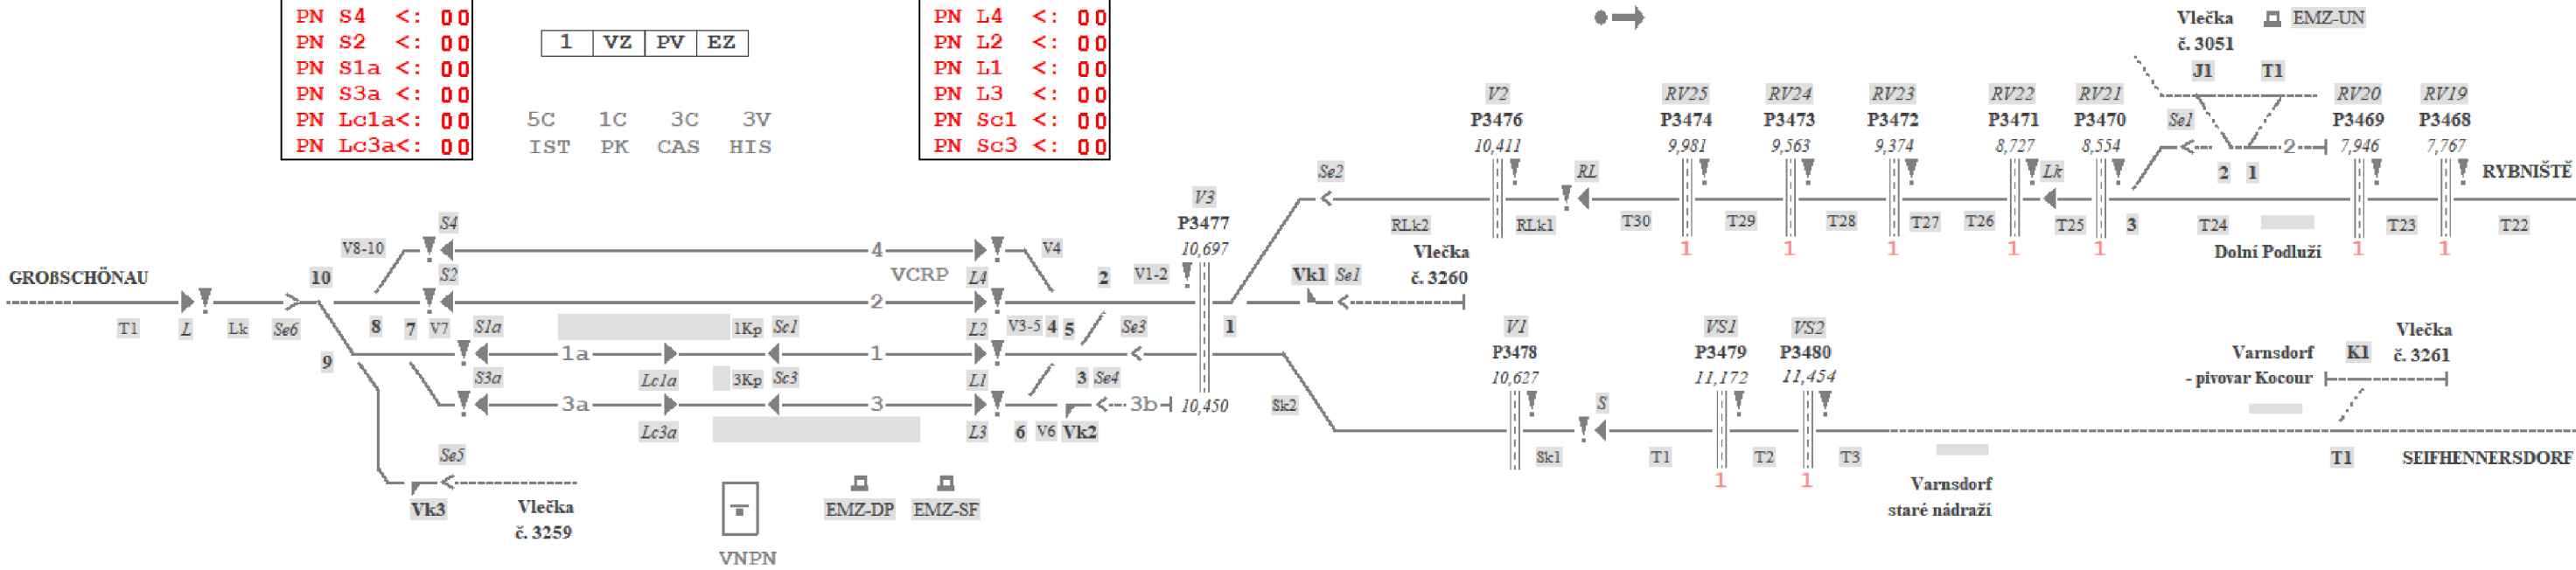 PN S4 <: 00
PN S2 <: 00
PN S1a <: 00
PN S3a <: 00
PN Lc1a<: 00
PN Lc3a<: 00
1 VZ PV EZ
5C 1C 3C 3V
IST PK CAS HIS
PN L4 <: 00
PN L2 <: 00
PN L1 <: 00
PN L3 <: 00
PN Sc1 <: 00
PN Sc3 <: 00
Vlečka
č. 3051
EMZ-UN
J1 T1
V2 RV25 RV24 RV23 RV22 RV21 Se1 RV20 RV19
P3476 P3474 P3473 P3472 P3471 P3470 P3469 P3468
10,411 9,981 9,563 9,374 8,727 8,554 2 7,946 7,767
Se2 RL Lk 2 1 RYBNIŠTĚ
RLk2 RLk1 T30 T29 T28 T27 T26 T25 3 T24 T23 T22
1 1 1 1 1 Dolní Podluží 1 1
V3
P3477
10,697
S4
V8-10 4 V4
GROßSCHÖNAU 10 S2 VCRP L4 2 V1-2 Vk1 Se1
Vlečka
č. 3260
2
T1 L Lk Se6 8 7 V7 S1a 1Kp Sc1 L2 V3-5 4 5 Se3 1
9 1a 1
S3a Lc1a 3Kp Sc3 L1 3 Se4
3a 3 3b 10,450 Sk2
Lc3a L3 6 V6 Vk2
V1 VS1 VS2
P3478 P3479 P3480
10,627 11,172 11,454
Varnsdorf
- pivovar Kocour
K1
Vlečka
č. 3261
S
Sk1 T1 T2 T3 T1 SEIFHENNERSDORF
1 1
Varnsdorf
staré nádraží
Se5
Vk3
Vlečka
č. 3259
EMZ-DP EMZ-SF
VNPN